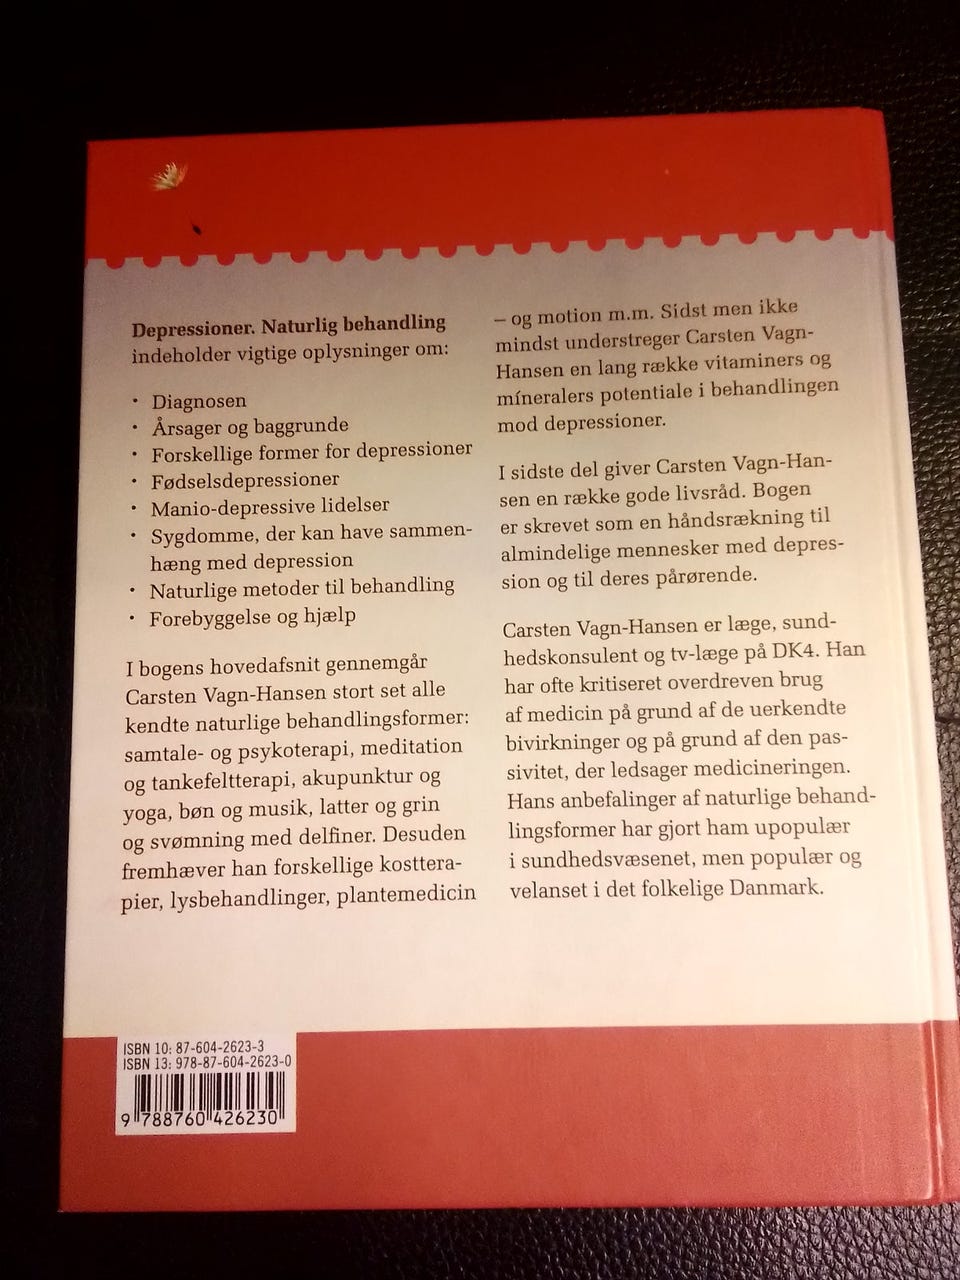 Depressioner. Naturlig behandling
indeholder vigtige oplysninger om:
• Diagnosen
• Årsager og baggrunde
• Forskellige former for depressioner
• Fødselsdepressioner
• Manio-depressive lidelser
• Sygdomme, der kan have sammen-
hæng med depression
• Naturlige metoder til behandling
• Forebyggelse og hjælp
I bogens hovedafsnit gennemgår
Carsten Vagn-Hansen stort set alle
kendte naturlige behandlingsformer:
samtale- og psykoterapi, meditation
og tankefeltterapi, akupunktur og
yoga, bøn og musik, latter og grin
og svømning med delfiner. Desuden
fremhæver han forskellige kosttera-
pier, lysbehandlinger, plantemedicin
– og motion m.m. Sidst men ikke
mindst understreger Carsten Vagn-
Hansen en lang række vitaminers og
míneralers potentiale i behandlingen
mod depressioner.
I sidste del giver Carsten Vagn-Han-
sen en række gode livsråd. Bogen
er skrevet som en håndsrækning til
almindelige mennesker med depres-
sion og til deres pårørende.
Carsten Vagn-Hansen er læge, sund-
hedskonsulent og tv-læge på DK4. Han
har ofte kritiseret overdreven brug
af medicin på grund af de uerkendte
bivirkninger og på grund af den pas-
sivitet, der ledsager medicineringen.
Hans anbefalinger af naturlige behand-
lingsformer har gjort ham upopulær
i sundhedsvæsenet, men populær og
velanset i det folkelige Danmark.
ISBN 10: 87-604-2623-3
ISBN 13: 978-87-604-2623-0
9 788760 426230